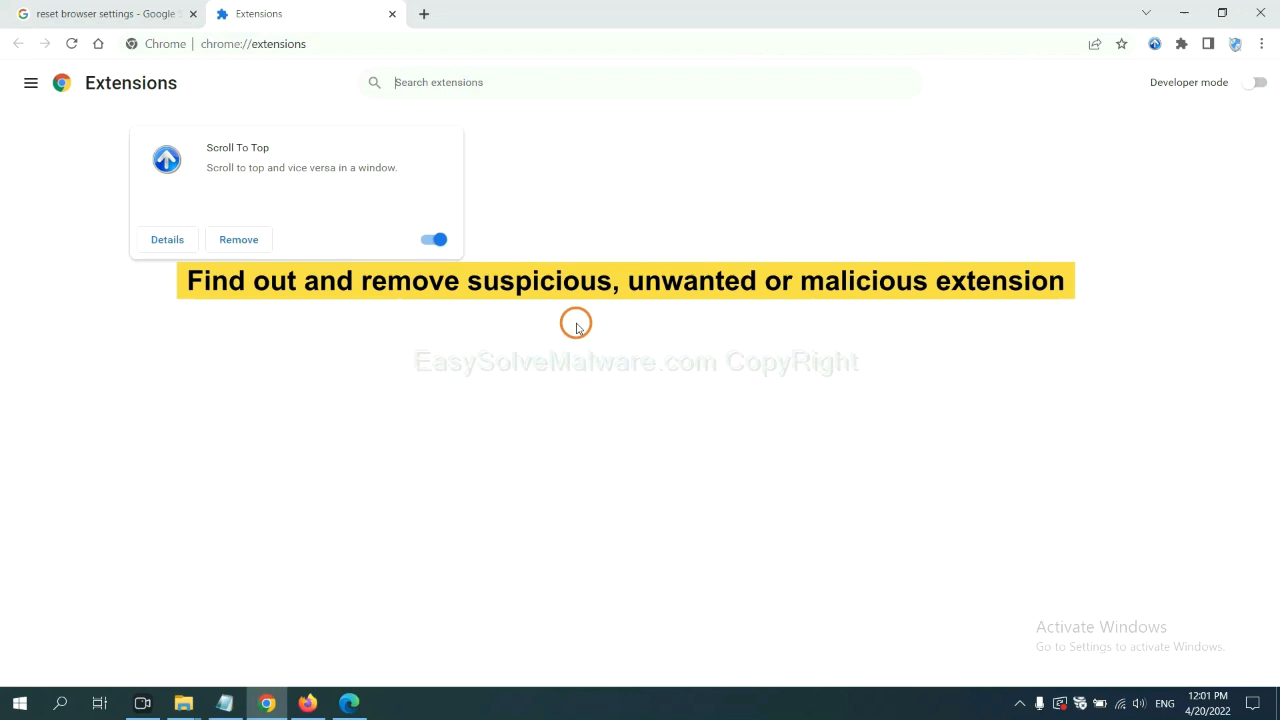 reset browser settings - Google S
Extensions
Chrome | chrome://extensions
Extensions
Search extensions
Developer mode
Scroll To Top
Scroll to top and vice versa in a window.
Details
Remove
Find out and remove suspicious, unwanted or malicious extension
EasySolveMalware.com CopyRight
Activate Windows
Go to Settings to activate Windows.
ENG
12:01 PM
4/20/2022